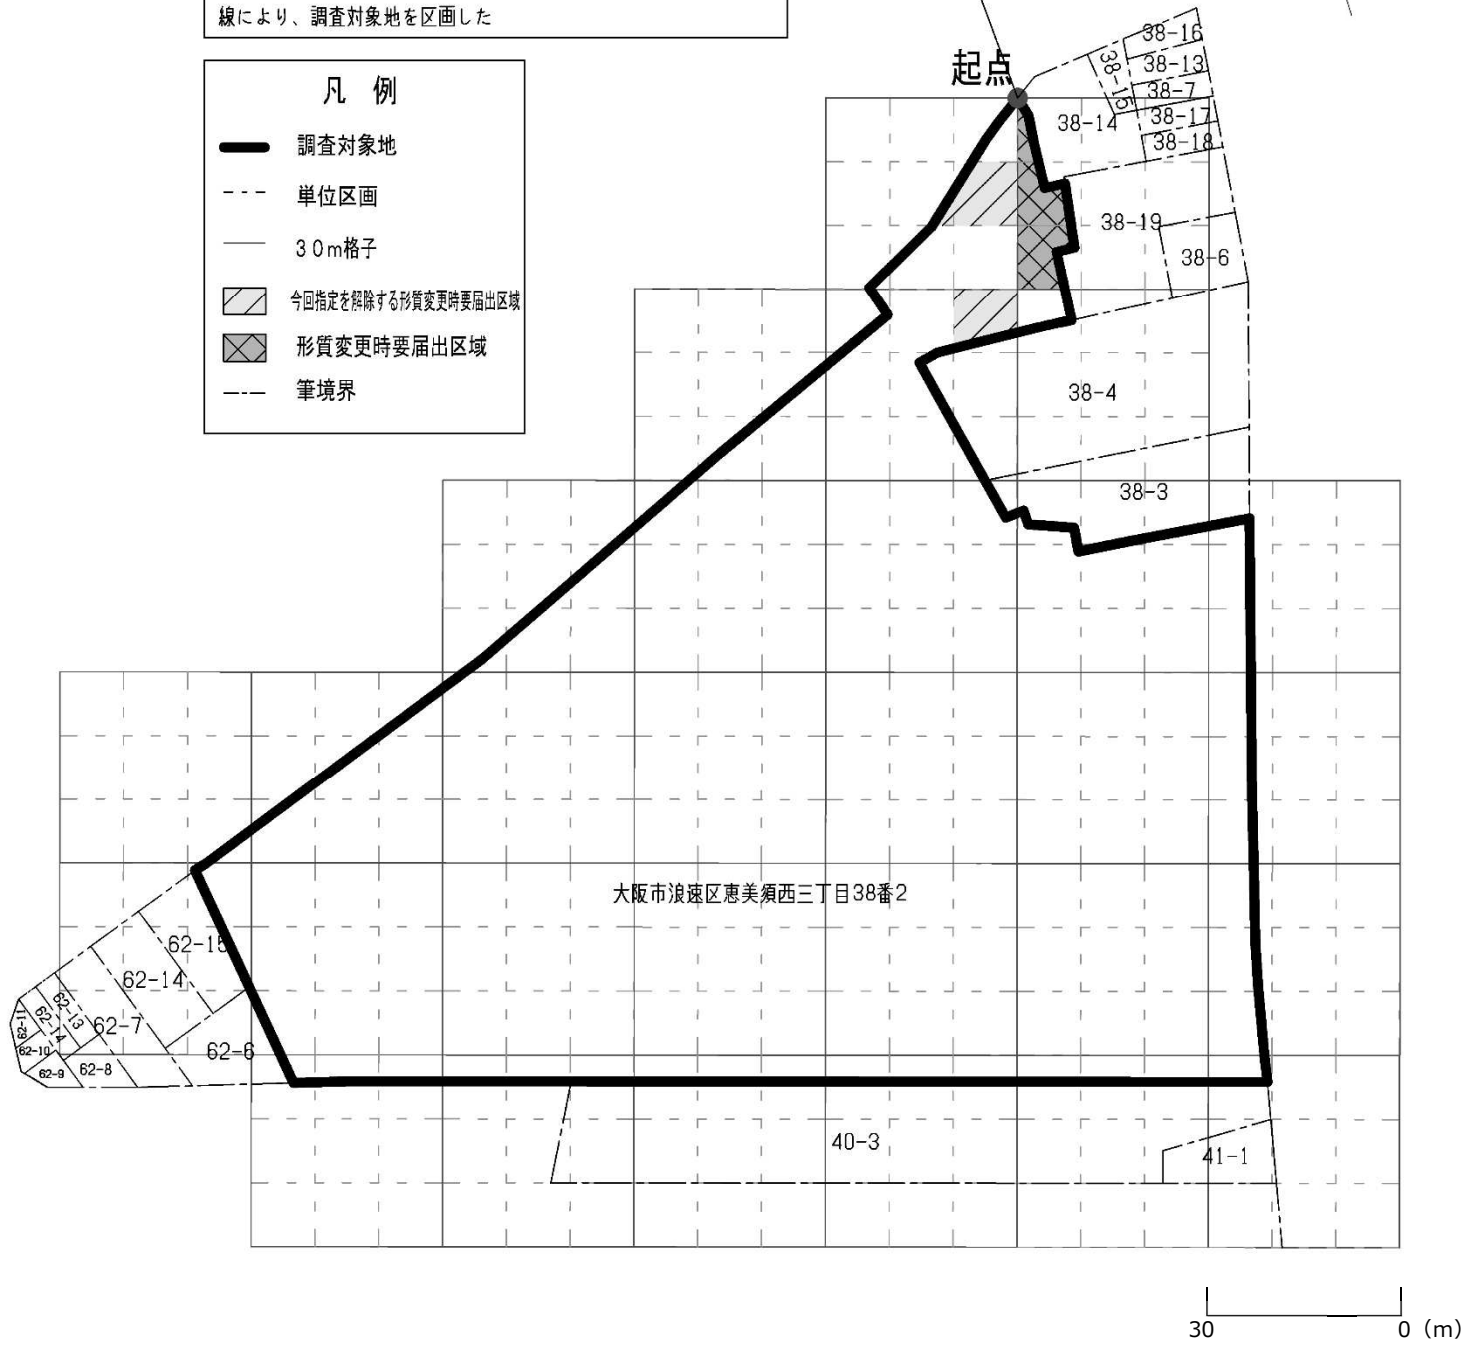 線により、調査対象地を区画した
凡 例
調査対象地
単位区画
30m格子
今回指定を解除する形質変更時要届出区域
形質変更時要届出区域
筆境界
起点
38-16
38-13
38-15
38-7
38-14
38-17
38-18
38-19
38-6
38-4
38-3
大阪市浪速区恵美須西三丁目38番2
62-15
62-14
62-13
62-11
62-14
62-7
62-10
62-6
62-9
62-8
40-3
41-1
30
0 (m)